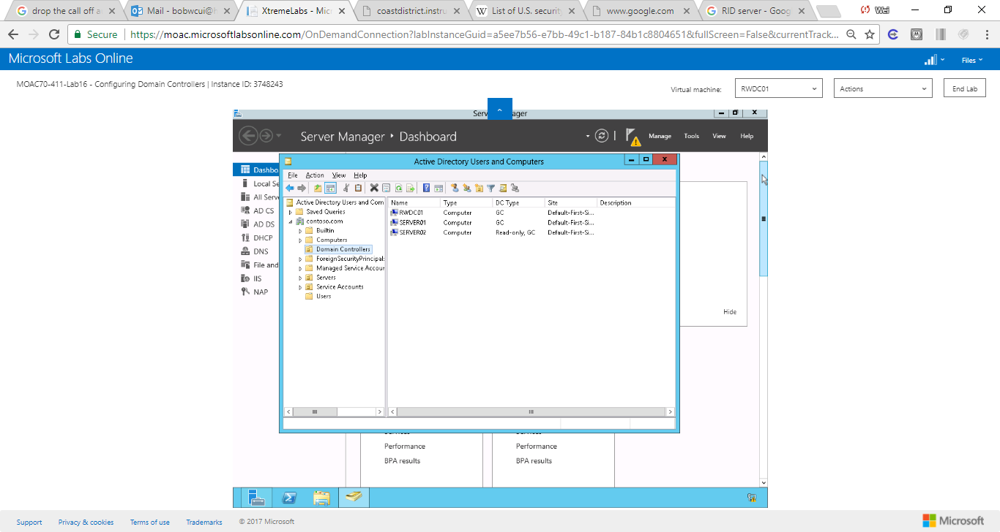 drop the call off a
Mail - bobwcui@h
XtremeLabs - Mic
coastdistrict.instru
List of U.S. securit
www.google.com
RID server - Goog
Wei
Secure
https://moac.microsoftlabsonline.com/OnDemandConnection?labInstanceGuid=a5ee7b56-e7bb-49c1-b187-84b1c8804651&fullScreen=False&currentTrack...
Microsoft Labs Online
Files
MOAC70-411-Lab16 - Configuring Domain Controllers | Instance ID: 3748243
Virtual machine:
RWDC01
Actions
End Lab
Serv ager
Server Manager
Dashboard
Manage
Tools
View
Help
Active Directory Users and Computers
File
Action
View
Help
Dashbo
Local Se
All Serve
AD CS
AD DS
DHCP
DNS
File and
IIS
NAP
Active Directory Users and Com
Saved Queries
contoso.com
Builtin
Computers
Domain Controllers
ForeignSecurityPrincipal:
Managed Service Accour
Servers
Service Accounts
Users
Name Type DC Type Site Description
RWDC01 Computer GC Default-First-Si...
SERVER01 Computer GC Default-First-Si...
SERVER02 Computer Read-only, GC Default-First-Si...
Hide
Performance
BPA results
Performance
BPA results
Support
Privacy & cookies
Terms of use
Trademarks
© 2017 Microsoft
Microsoft